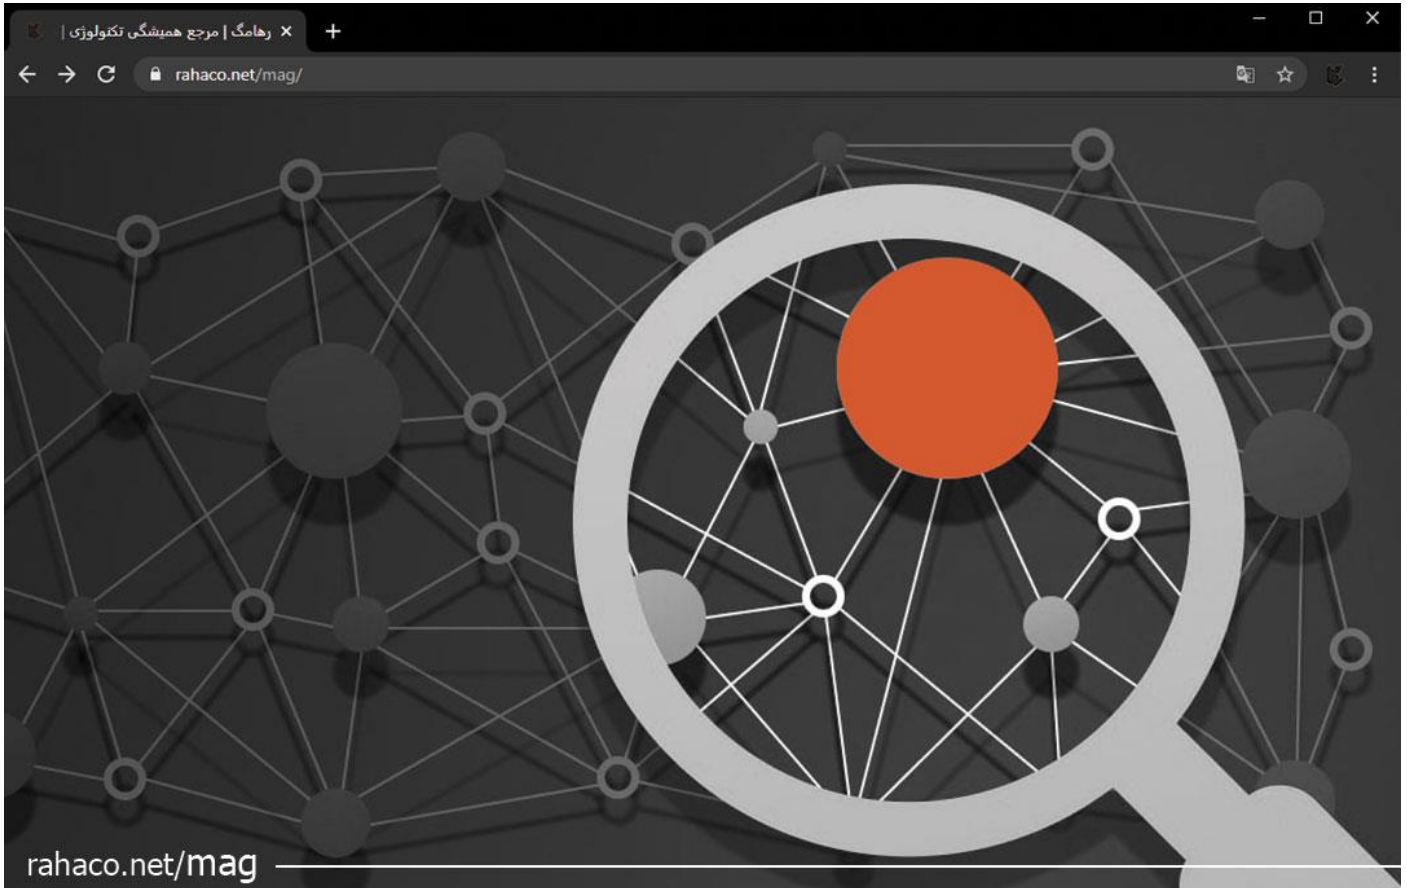 رهامگ | مرجع همیشگی تکنولوژی |
rahaco.net/mag/
rahaco.net/mag